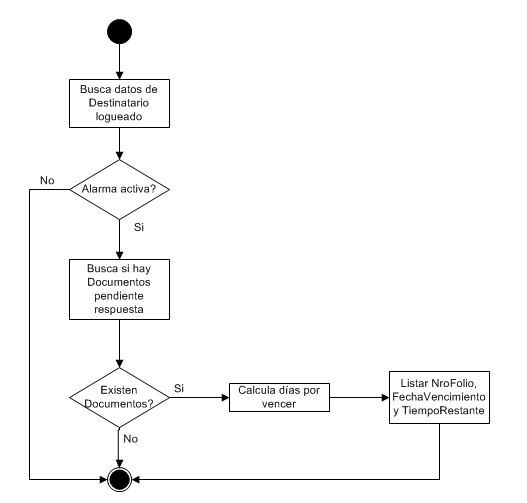 Busca datos de
Destinatario
logueado
No
Alarma activa?
Si
Busca si hay
Documentos
pendiente
respuesta
Existen
Documentos?
Si
Calcula días por
vencer
Listar NroFolio,
FechaVencimiento
y TiempoRestante
No